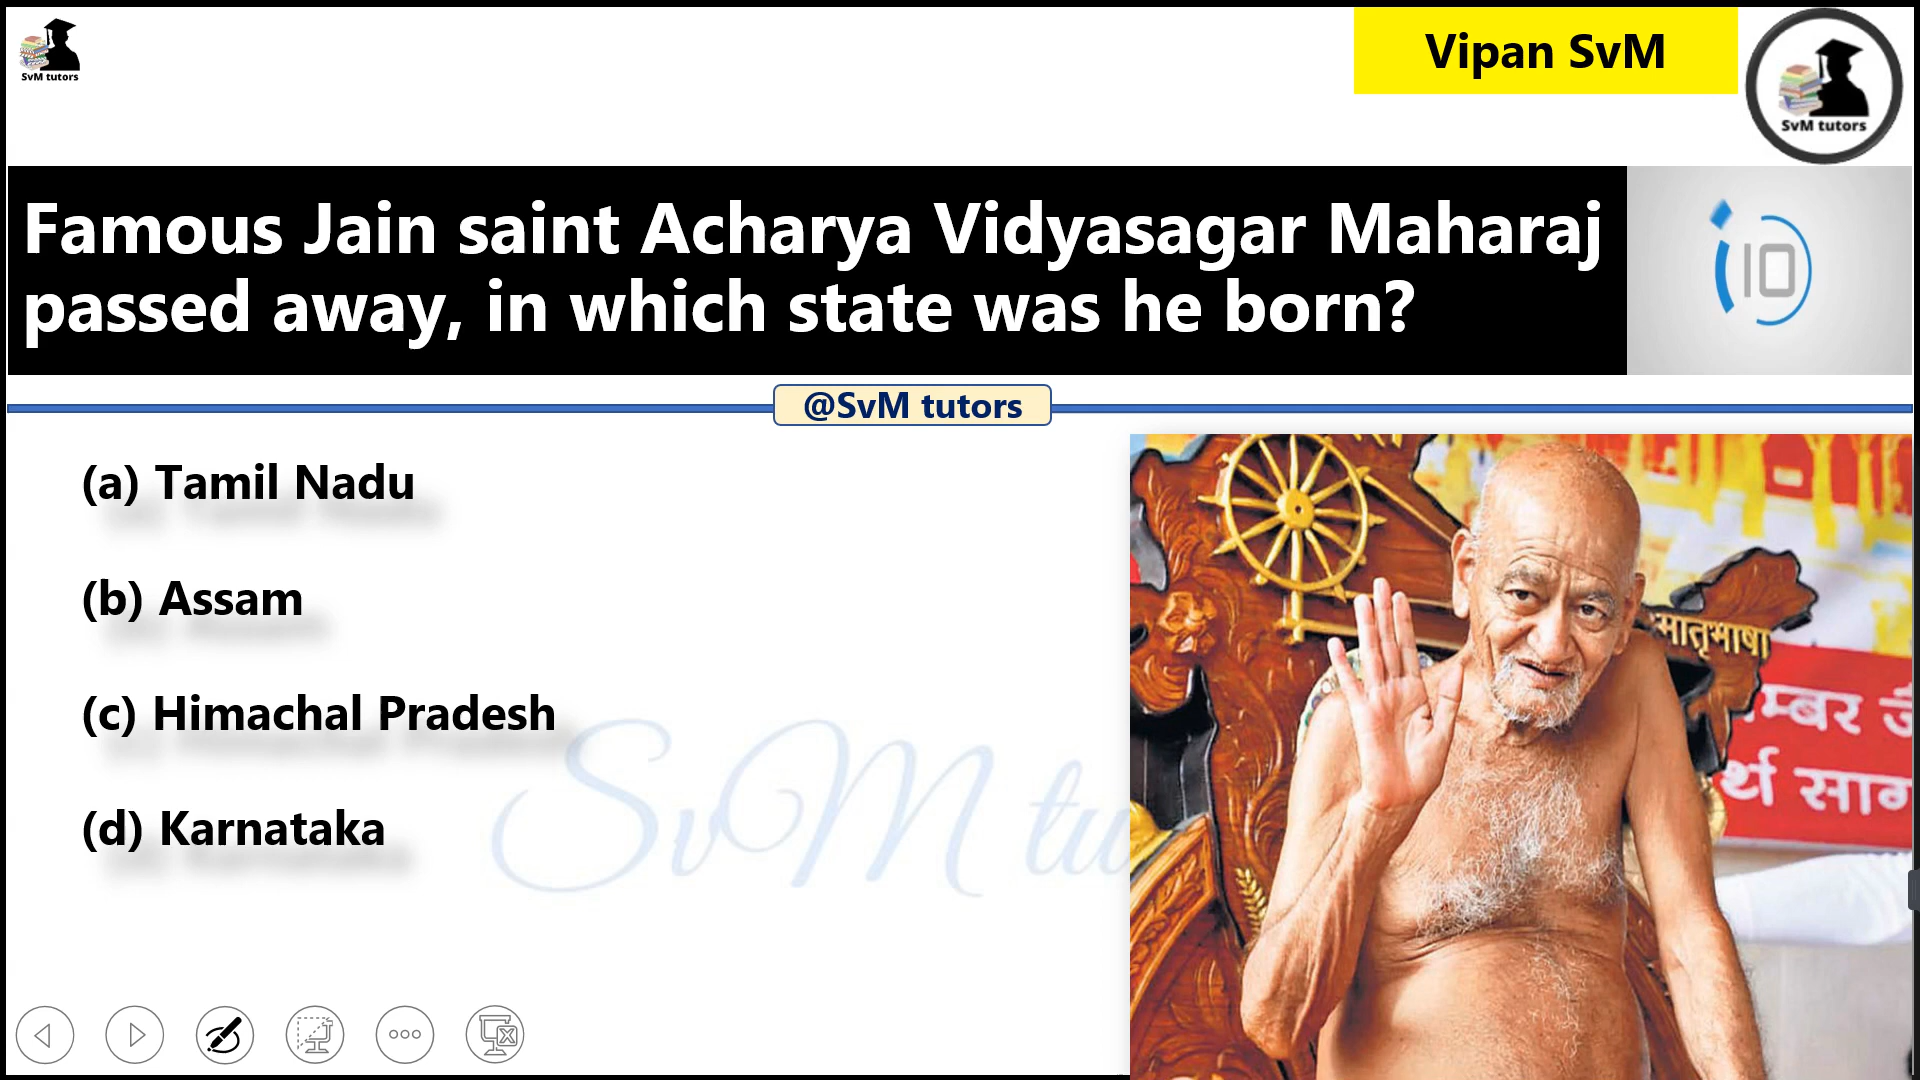 SvM tutors
Vipan SvM
SvM tutors
Famous Jain saint Acharya Vidyasagar Maharaj
passed away, in which state was he born?
10
@SvM tutors
(a) Tamil Nadu
(b) Assam
(c) Himachal Pradesh
(d) Karnataka
SvM tu
मातृभाषा
म्बर जै
र्थ साग